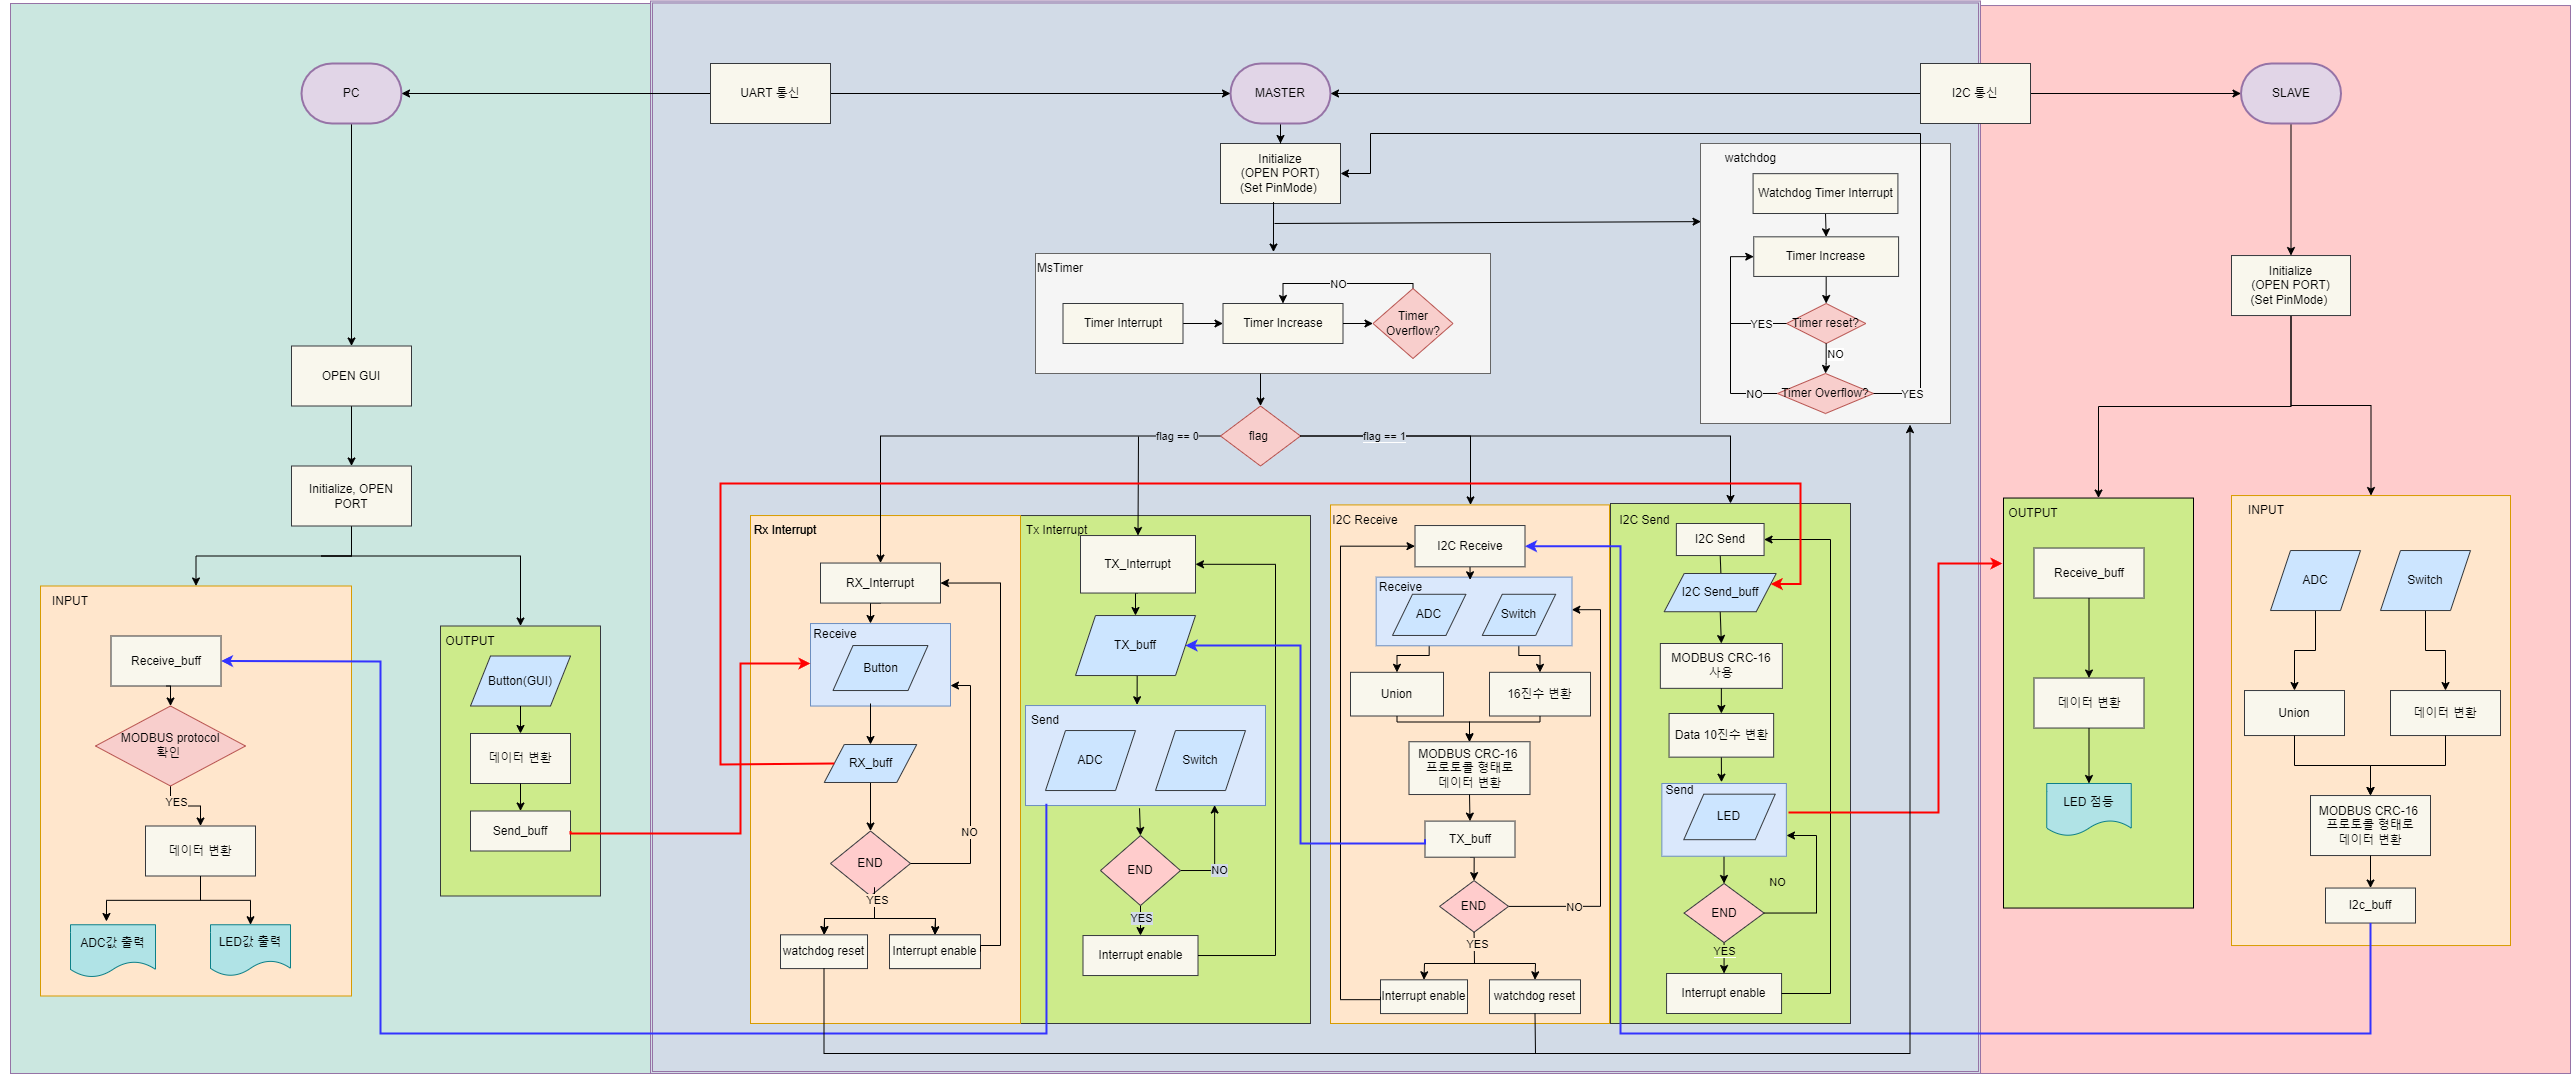 PC
UART 통신
MASTER
I2C 통신
SLAVE
Initialize
(OPEN PORT)
(Set PinMode)
watchdog
Watchdog Timer Interrupt
Timer Increase
Timer reset?
YES
NO
Timer Overflow?
NO
YES
MsTimer
Timer Interrupt
Timer Increase
Timer
Overflow?
NO
flag
flag == 0
flag == 1
OPEN GUI
Initialize, OPEN
PORT
INPUT
Receive_buff
MODBUS protocol
확인
YES
데이터 변환
ADC값 출력
LED값 출력
OUTPUT
Button(GUI)
데이터 변환
Send_buff
Rx Interrupt
RX_Interrupt
Receive
Button
RX_buff
END
NO
YES
watchdog reset
Interrupt enable
Tx Interrupt
TX_Interrupt
TX_buff
Send
ADC
Switch
END
NO
YES
Interrupt enable
I2C Receive
I2C Receive
Receive
ADC
Switch
Union
16진수 변환
MODBUS CRC-16
프로토콜 형태로
데이터 변환
TX_buff
END
NO
YES
Interrupt enable
watchdog reset
I2C Send
I2C Send
I2C Send_buff
MODBUS CRC-16
사용
Data 10진수 변환
Send
LED
END
NO
YES
Interrupt enable
Initialize
(OPEN PORT)
(Set PinMode)
OUTPUT
Receive_buff
데이터 변환
LED 점등
INPUT
ADC
Switch
Union
데이터 변환
MODBUS CRC-16
프로토콜 형태로
데이터 변환
I2c_buff